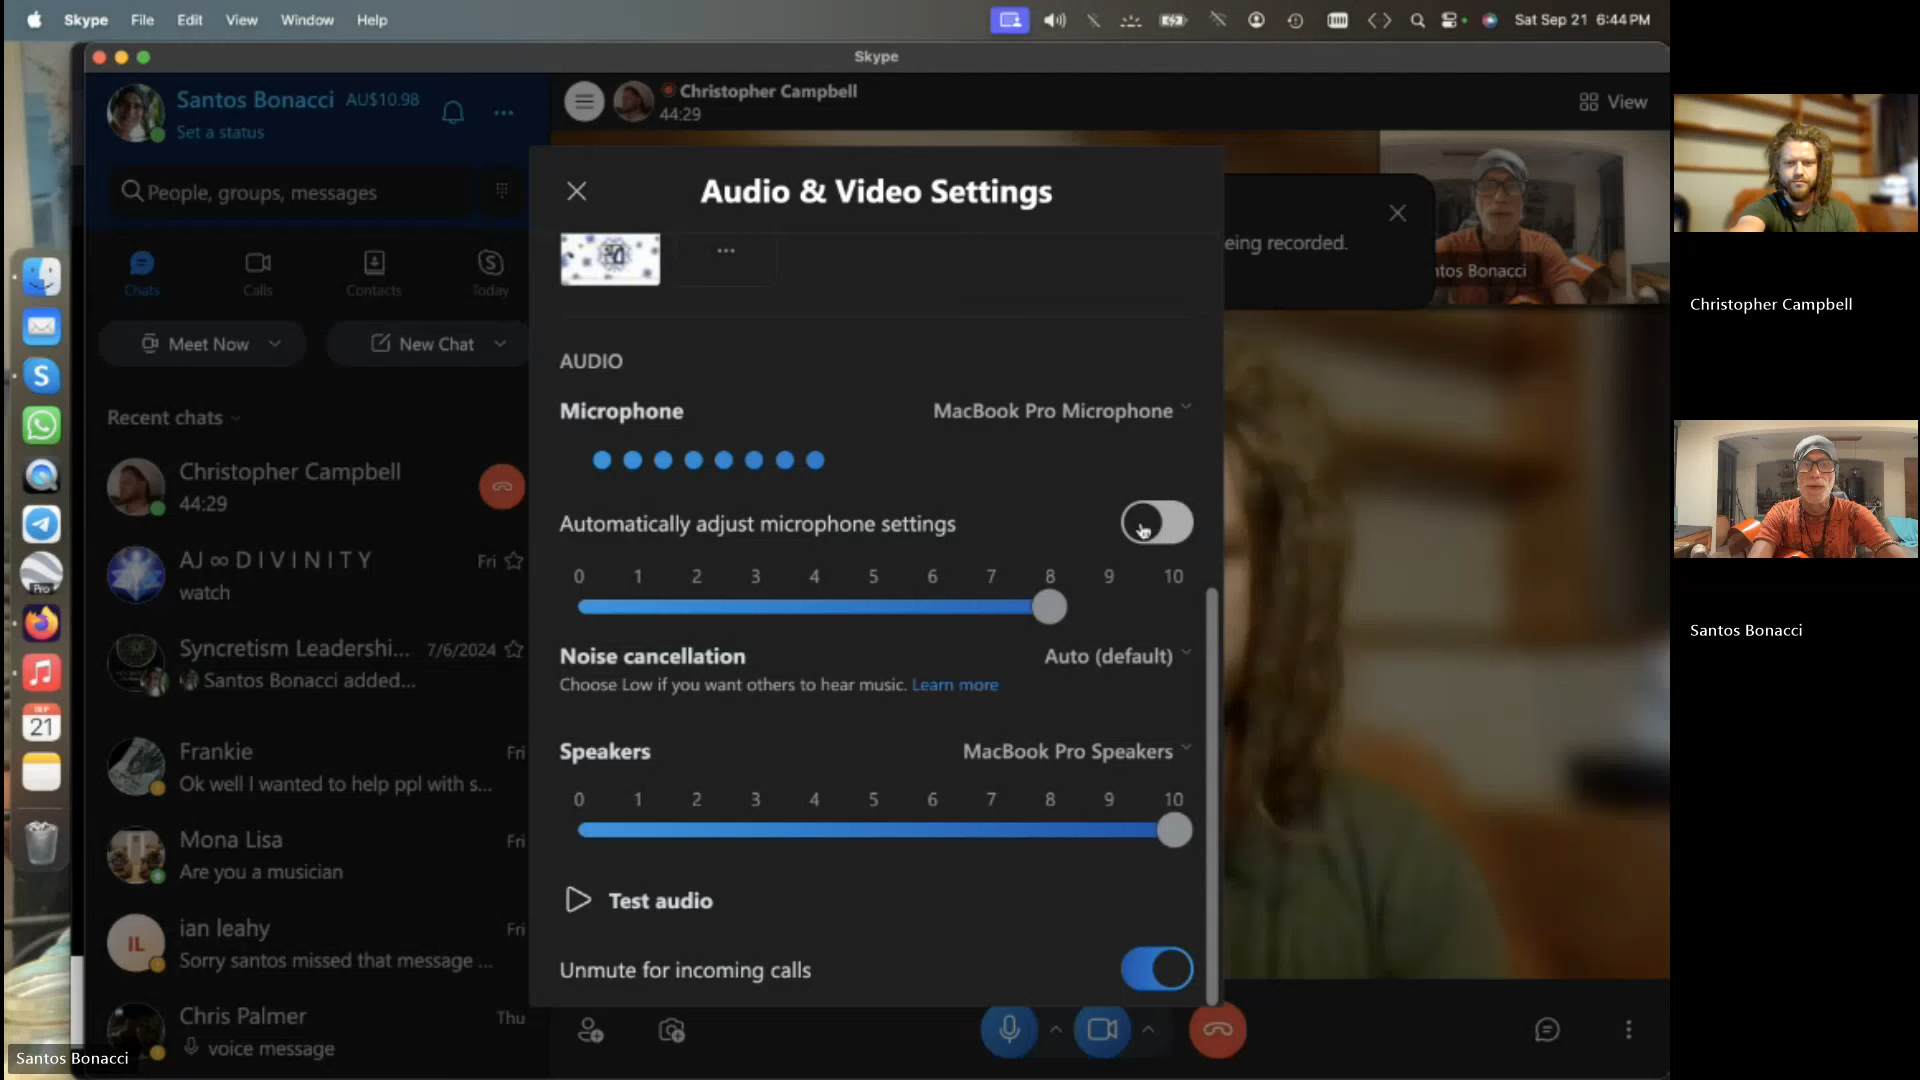 Skype File Edit View Window Help
Sat Sep 21 6:44 PM
Skype
Santos Bonacci AU$10.98
Set a status
Christopher Campbell
44:29
View
People, groups, messages
Audio & Video Settings
eing recorded.
ntos Bonacci
Chats Calls Contacts Today
Meet Now New Chat
Recent chats
Christopher Campbell
44:29
AJ ∞ D I V I N I T Y Fri
watch
Syncretism Leadershi... 7/6/2024
Santos Bonacci added...
Frankie Fri
Ok well I wanted to help ppl with s...
Mona Lisa Fri
Are you a musician
IL
ian leahy Fri
Sorry santos missed that message ...
Chris Palmer Thu
voice message
Santos Bonacci
Pro
SEP
21
AUDIO
Microphone MacBook Pro Microphone
Automatically adjust microphone settings
0 1 2 3 4 5 6 7 8 9 10
Noise cancellation Auto (default)
Choose Low if you want others to hear music. Learn more
Speakers MacBook Pro Speakers
0 1 2 3 4 5 6 7 8 9 10
Test audio
Unmute for incoming calls
Christopher Campbell
Santos Bonacci